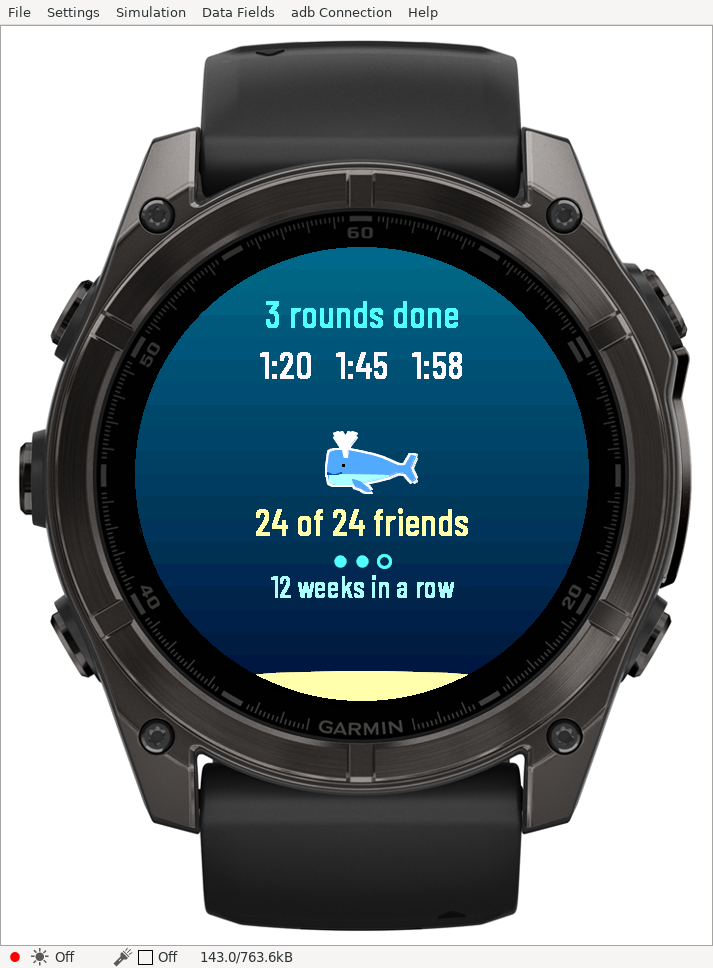 File Settings Simulation Data Fields adb Connection Help
60
3 rounds done
50
1:20 1:45 1:58
24 of 24 friends
12 weeks in a row
40 20
GARMIN
Off Off 143.0/763.6kB